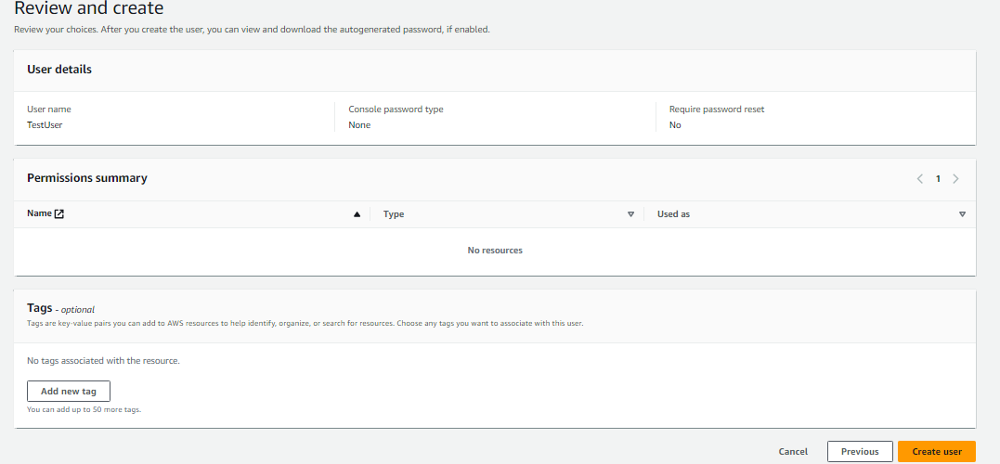 Review and create
Review your choices. After you create the user, you can view and download the autogenerated password, if enabled.
User details
User name
TestUser
Console password type
None
Require password reset
No
Permissions summary
1
Name
Type
Used as
No resources
Tags - optional
Tags are key-value pairs you can add to AWS resources to help identify, organize, or search for resources. Choose any tags you want to associate with this user.
No tags associated with the resource.
Add new tag
You can add up to 50 more tags.
Cancel
Previous
Create user